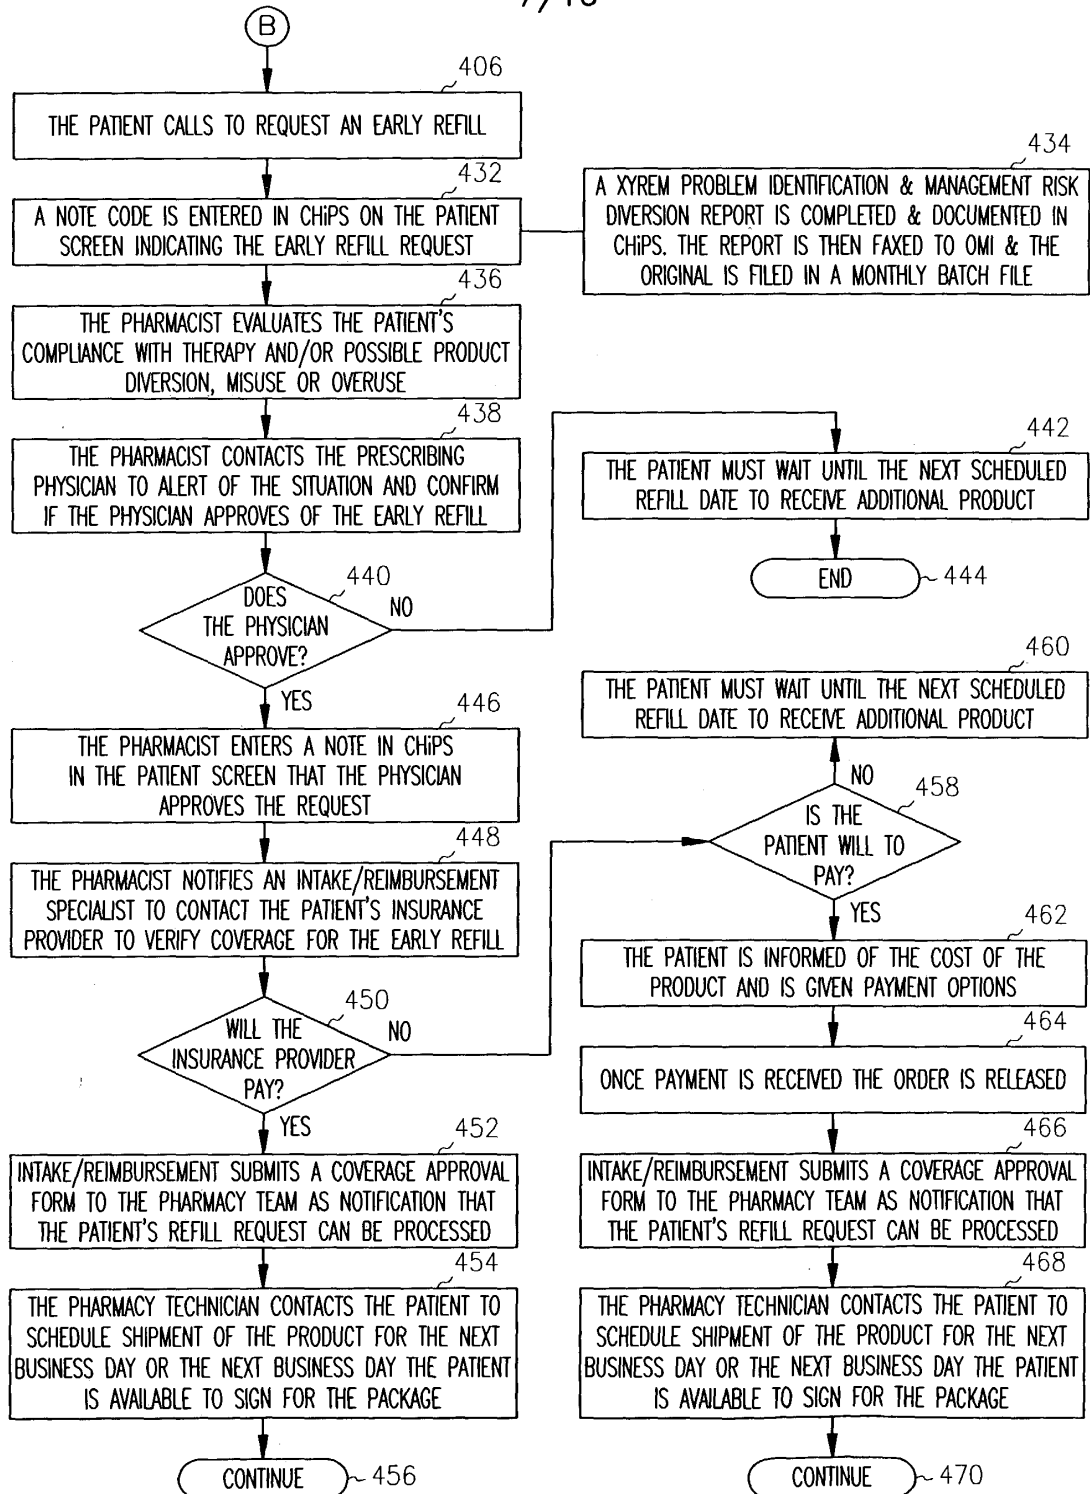 B
406
THE PATIENT CALLS TO REQUEST AN EARLY REFILL
432
A NOTE CODE IS ENTERED IN CHiPS ON THE PATIENT
SCREEN INDICATING THE EARLY REFILL REQUEST
434
A XYREM PROBLEM IDENTIFICATION & MANAGEMENT RISK
DIVERSION REPORT IS COMPLETED & DOCUMENTED IN
CHiPS. THE REPORT IS THEN FAXED TO OMI & THE
ORIGINAL IS FILED IN A MONTHLY BATCH FILE
436
THE PHARMACIST EVALUATES THE PATIENT'S
COMPLIANCE WITH THERAPY AND/OR POSSIBLE PRODUCT
DIVERSION, MISUSE OR OVERUSE
438
THE PHARMACIST CONTACTS THE PRESCRIBING
PHYSICIAN TO ALERT OF THE SITUATION AND CONFIRM
IF THE PHYSICIAN APPROVES OF THE EARLY REFILL
440
DOES
THE PHYSICIAN
APPROVE?
NO
442
THE PATIENT MUST WAIT UNTIL THE NEXT SCHEDULED
REFILL DATE TO RECEIVE ADDITIONAL PRODUCT
END
444
YES
446
THE PHARMACIST ENTERS A NOTE IN CHiPS
IN THE PATIENT SCREEN THAT THE PHYSICIAN
APPROVES THE REQUEST
448
THE PHARMACIST NOTIFIES AN INTAKE/REIMBURSEMENT
SPECIALIST TO CONTACT THE PATIENT'S INSURANCE
PROVIDER TO VERIFY COVERAGE FOR THE EARLY REFILL
450
WILL THE
INSURANCE PROVIDER
PAY?
NO
YES
452
INTAKE/REIMBURSEMENT SUBMITS A COVERAGE APPROVAL
FORM TO THE PHARMACY TEAM AS NOTIFICATION THAT
THE PATIENT'S REFILL REQUEST CAN BE PROCESSED
454
THE PHARMACY TECHNICIAN CONTACTS THE PATIENT TO
SCHEDULE SHIPMENT OF THE PRODUCT FOR THE NEXT
BUSINESS DAY OR THE NEXT BUSINESS DAY THE PATIENT
IS AVAILABLE TO SIGN FOR THE PACKAGE
CONTINUE
456
460
THE PATIENT MUST WAIT UNTIL THE NEXT SCHEDULED
REFILL DATE TO RECEIVE ADDITIONAL PRODUCT
NO
458
IS THE
PATIENT WILL TO
PAY?
YES
462
THE PATIENT IS INFORMED OF THE COST OF THE
PRODUCT AND IS GIVEN PAYMENT OPTIONS
464
ONCE PAYMENT IS RECEIVED THE ORDER IS RELEASED
466
INTAKE/REIMBURSEMENT SUBMITS A COVERAGE APPROVAL
FORM TO THE PHARMACY TEAM AS NOTIFICATION THAT
THE PATIENT'S REFILL REQUEST CAN BE PROCESSED
468
THE PHARMACY TECHNICIAN CONTACTS THE PATIENT TO
SCHEDULE SHIPMENT OF THE PRODUCT FOR THE NEXT
BUSINESS DAY OR THE NEXT BUSINESS DAY THE PATIENT
IS AVAILABLE TO SIGN FOR THE PACKAGE
CONTINUE
470